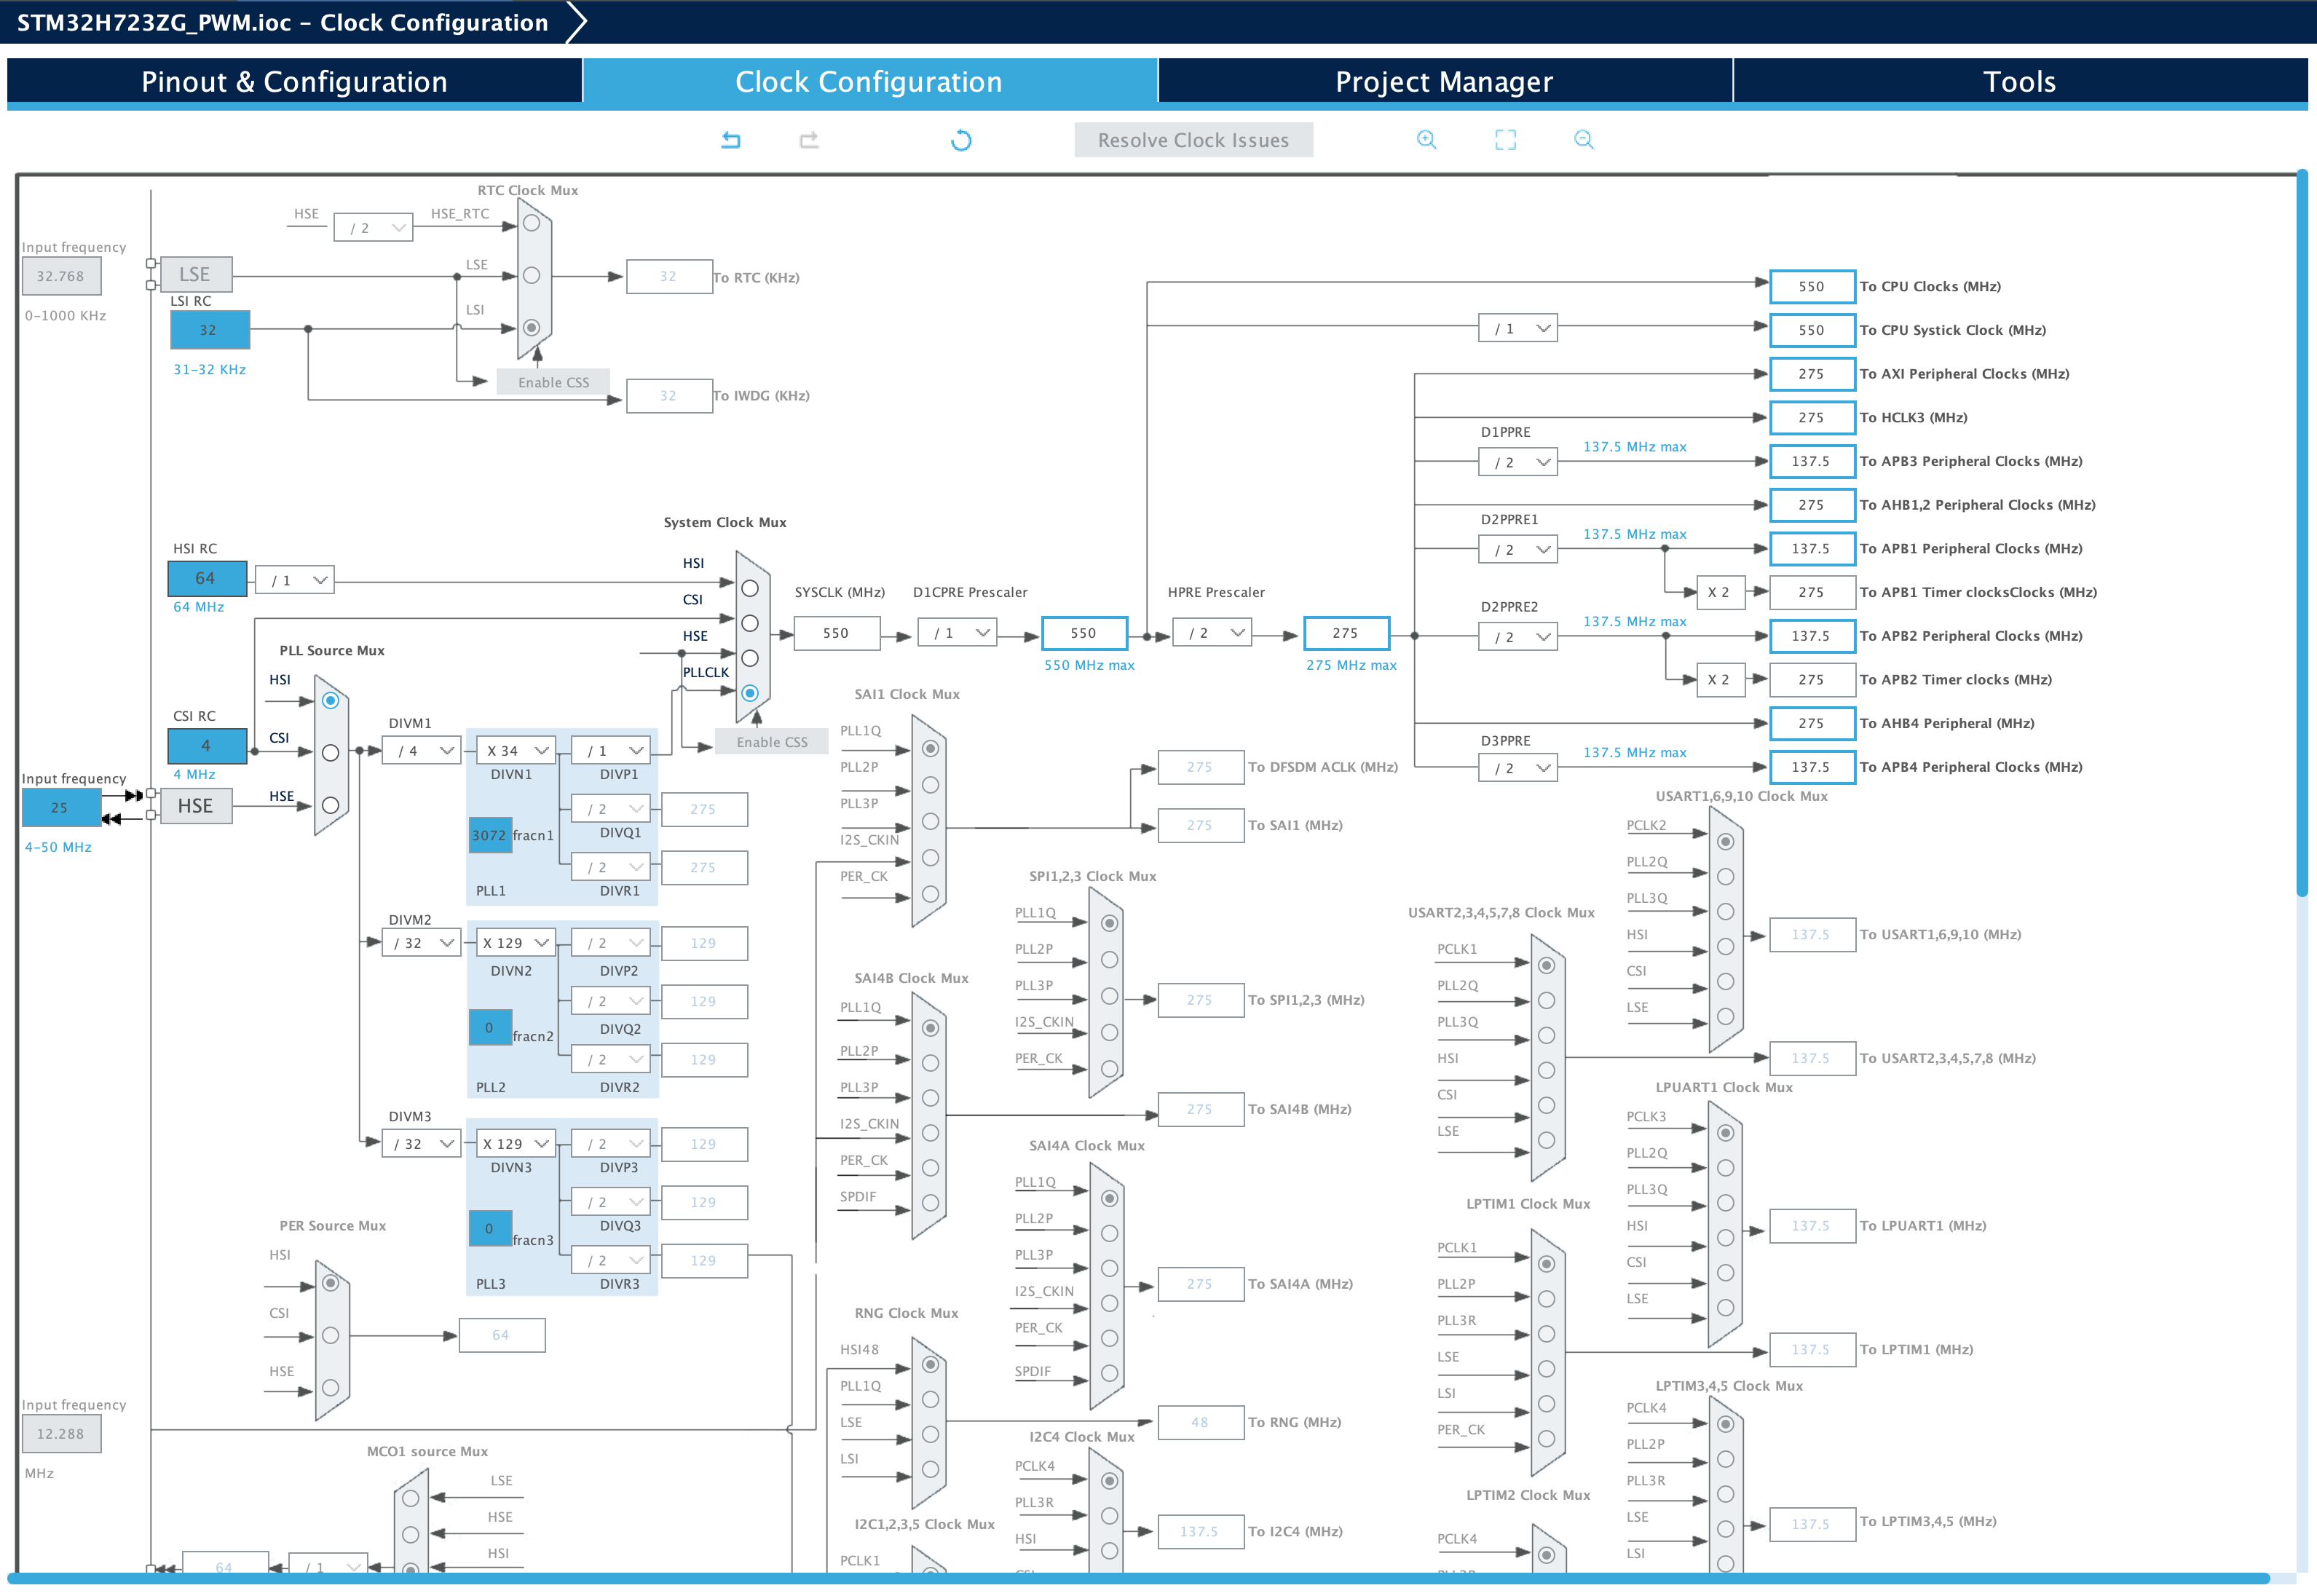 STM32H723ZG_PWM.ioc – Clock Configuration
Pinout & Configuration
Clock Configuration
Project Manager
Tools
Resolve Clock Issues
RTC Clock Mux
HSE
/ 2
HSE_RTC
Input frequency
32.768
0-1000 KHz
LSE
LSE
32
To RTC (KHz)
LSI RC
32
31-32 KHz
LSI
Enable CSS
32
To IWDG (KHz)
550
To CPU Clocks (MHz)
/ 1
550
To CPU Systick Clock (MHz)
275
To AXI Peripheral Clocks (MHz)
275
To HCLK3 (MHz)
D1PPRE
/ 2
137.5 MHz max
137.5
To APB3 Peripheral Clocks (MHz)
275
To AHB1,2 Peripheral Clocks (MHz)
D2PPRE1
/ 2
137.5 MHz max
137.5
To APB1 Peripheral Clocks (MHz)
X 2
275
To APB1 Timer clocksClocks (MHz)
D2PPRE2
/ 2
137.5 MHz max
137.5
To APB2 Peripheral Clocks (MHz)
X 2
275
To APB2 Timer clocks (MHz)
275
To AHB4 Peripheral (MHz)
D3PPRE
/ 2
137.5 MHz max
137.5
To APB4 Peripheral Clocks (MHz)
System Clock Mux
HSI RC
64
64 MHz
/ 1
HSI
CSI
HSE
PLLCLK
SYSCLK (MHz)
550
D1CPRE Prescaler
/ 1
550
550 MHz max
HPRE Prescaler
/ 2
275
275 MHz max
Enable CSS
PLL Source Mux
HSI
CSI RC
4
4 MHz
CSI
Input frequency
25
4-50 MHz
HSE
HSE
DIVM1
/ 4
X 34
DIVN1
/ 1
DIVP1
3072
fracn1
/ 2
DIVQ1
275
/ 2
DIVR1
275
PLL1
DIVM2
/ 32
X 129
DIVN2
/ 2
DIVP2
129
0
fracn2
/ 2
DIVQ2
129
/ 2
DIVR2
129
PLL2
DIVM3
/ 32
X 129
DIVN3
/ 2
DIVP3
129
0
fracn3
/ 2
DIVQ3
129
/ 2
DIVR3
129
PLL3
PER Source Mux
HSI
CSI
HSE
64
Input frequency
12.288
MHz
MCO1 source Mux
LSE
HSE
HSI
64
/ 1
SAI1 Clock Mux
PLL1Q
PLL2P
PLL3P
I2S_CKIN
PER_CK
275
To DFSDM ACLK (MHz)
275
To SAI1 (MHz)
SAI4B Clock Mux
PLL1Q
PLL2P
PLL3P
I2S_CKIN
PER_CK
SPDIF
275
To SAI4B (MHz)
RNG Clock Mux
HSI48
PLL1Q
LSE
LSI
48
To RNG (MHz)
I2C1,2,3,5 Clock Mux
PCLK1
SPI1,2,3 Clock Mux
PLL1Q
PLL2P
PLL3P
I2S_CKIN
PER_CK
275
To SPI1,2,3 (MHz)
SAI4A Clock Mux
PLL1Q
PLL2P
PLL3P
I2S_CKIN
PER_CK
SPDIF
275
To SAI4A (MHz)
I2C4 Clock Mux
PCLK4
PLL3R
HSI
137.5
To I2C4 (MHz)
USART2,3,4,5,7,8 Clock Mux
PCLK1
PLL2Q
PLL3Q
HSI
CSI
LSE
137.5
To USART2,3,4,5,7,8 (MHz)
LPTIM1 Clock Mux
PCLK1
PLL2P
PLL3R
LSE
LSI
PER_CK
137.5
To LPTIM1 (MHz)
LPTIM2 Clock Mux
PCLK4
USART1,6,9,10 Clock Mux
PCLK2
PLL2Q
PLL3Q
HSI
CSI
LSE
137.5
To USART1,6,9,10 (MHz)
LPUART1 Clock Mux
PCLK3
PLL2Q
PLL3Q
HSI
CSI
LSE
137.5
To LPUART1 (MHz)
LPTIM3,4,5 Clock Mux
PCLK4
PLL2P
PLL3R
LSE
LSI
137.5
To LPTIM3,4,5 (MHz)